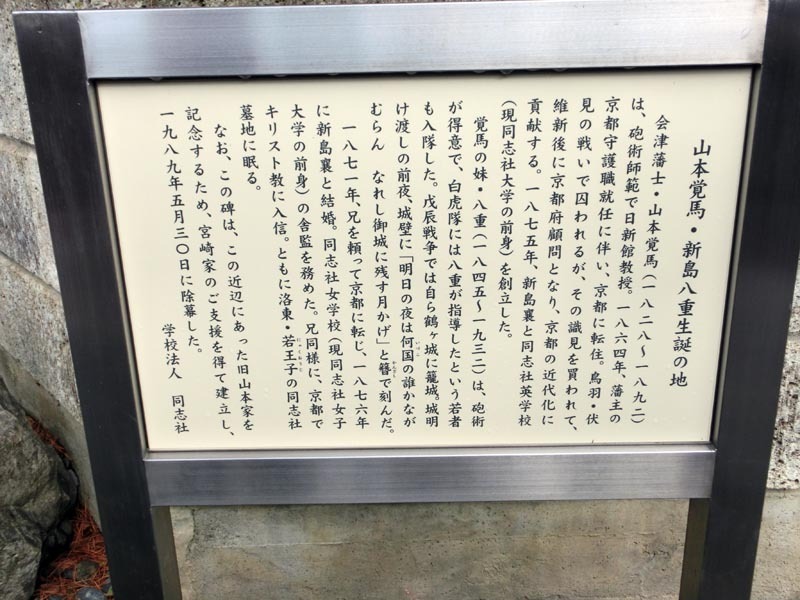 山本覚馬・新島八重生誕の地
会津藩士・山本覚馬（一八二八〜一八九二）
は、砲術師範で日新館教授。一八六四年、藩主の
京都守護職就任に伴い、京都に転住。鳥羽・伏
見の戦いで囚われるが、その識見を買われて、
維新後に京都府顧問となり、京都の近代化に
貢献する。一八七五年、新島襄と同志社英学校
（現同志社大学の前身）を創立した。
覚馬の妹・八重（一八四五〜一九三二）は、砲術
が得意で、白虎隊には八重が指導したという若者
も入隊した。戊辰戦争では自ら鶴ヶ城に籠城。城明
け渡しの前夜、城壁に「明日の夜は何国の誰かなが
むらん　なれし御城に残す月かげ」と簪で刻んだ。
一八七一年、兄を頼って京都に転じ、一八七六年
に新島襄と結婚。同志社女学校（現同志社女子
大学の前身）の舎監を務めた。兄同様に、京都で
キリスト教に入信。ともに洛東・若王子の同志社
墓地に眠る。
なお、この碑は、この近辺にあった旧山本家を
記念するため、宮崎家のご支援を得て建立し、
一九八九年五月三〇日に除幕した。
学校法人　同志社